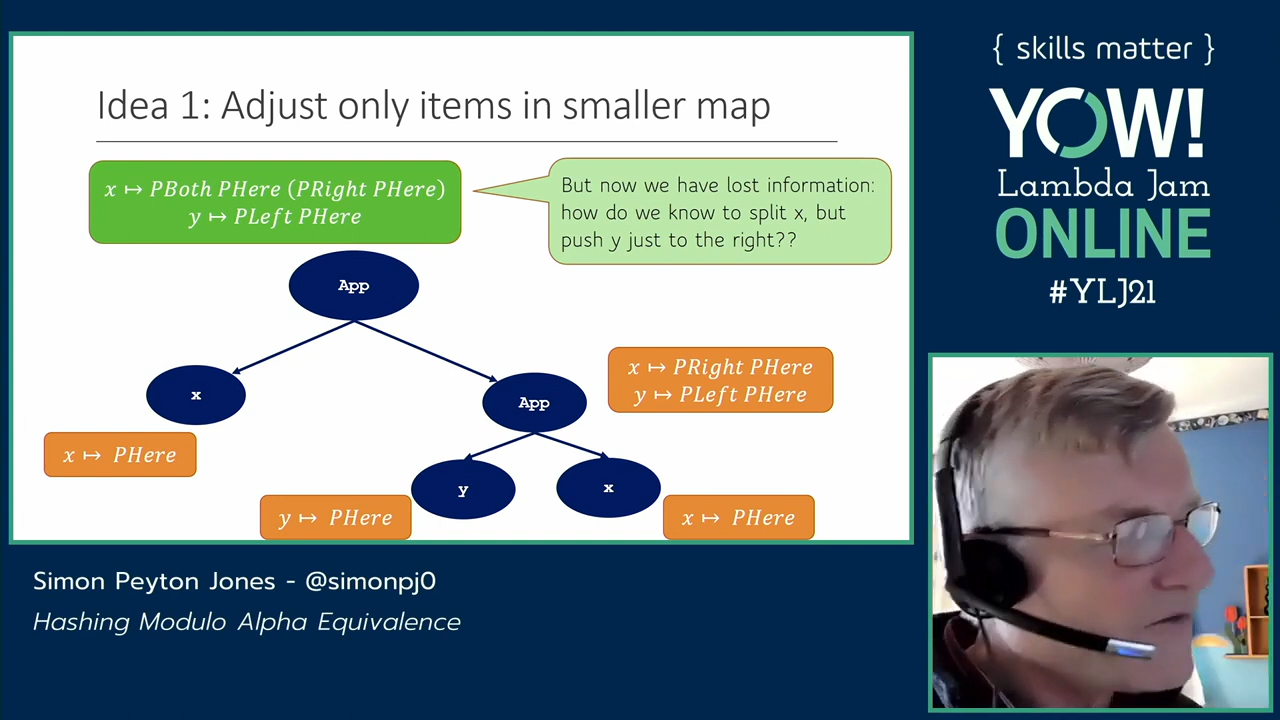 Idea 1: Adjust only items in smaller map
x ↦ PBoth PHere (PRight PHere)
y ↦ PLeft PHere
But now we have lost information:
how do we know to split x, but
push y just to the right??
App
x
App
x ↦ PRight PHere
y ↦ PLeft PHere
x ↦ PHere
y
x
y ↦ PHere
x ↦ PHere
{ skills matter }
YOW!
Lambda Jam
ONLINE
#YLJ21
Simon Peyton Jones - @simonpj0
Hashing Modulo Alpha Equivalence